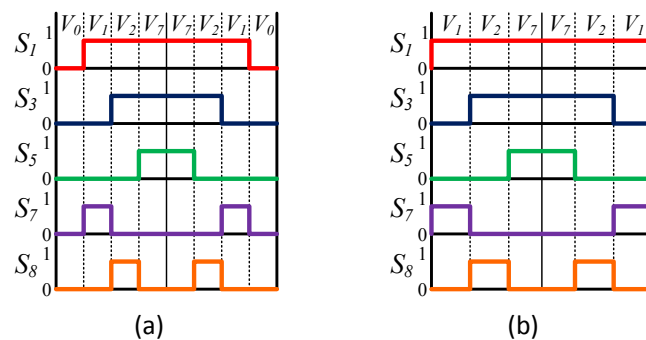 V0 V1 V2 V7 V7 V2 V1 V0
S1 1 0
S3 1 0
S5 1 0
S7 1 0
S8 1 0
(a)
V1 V2 V7 V7 V2 V1
S1 1 0
S3 1 0
S5 1 0
S7 1 0
S8 1 0
(b)